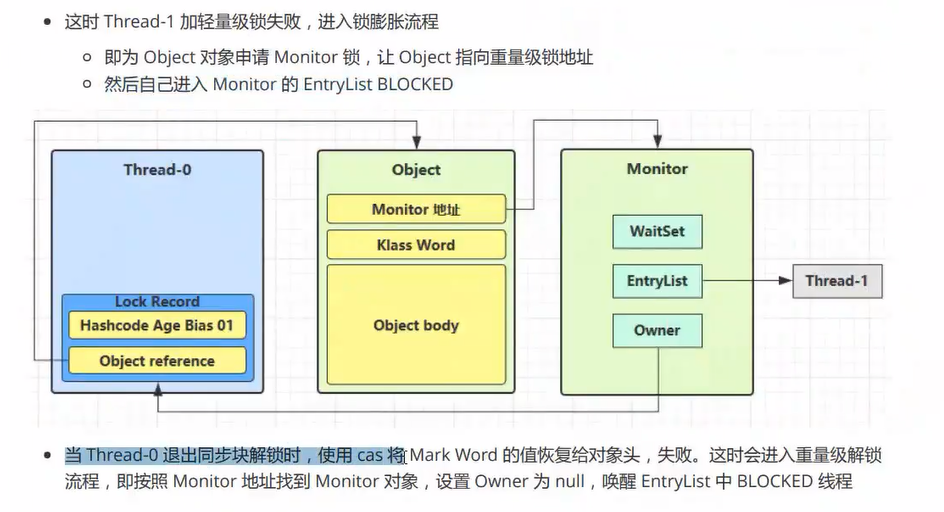 这时 Thread-1 加轻量级锁失败，进入锁膨胀流程
即为 Object 对象申请 Monitor 锁，让 Object 指向重量级锁地址
然后自己进入 Monitor 的 EntryList BLOCKED
Thread-0
Lock Record
Hashcode Age Bias 01
Object reference
Object
Monitor 地址
Klass Word
Object body
Monitor
WaitSet
EntryList
Owner
Thread-1
当 Thread-0 退出同步块解锁时，使用 cas 将 Mark Word 的值恢复给对象头，失败。这时会进入重量级解锁
流程，即按照 Monitor 地址找到 Monitor 对象，设置 Owner 为 null，唤醒 EntryList 中 BLOCKED 线程